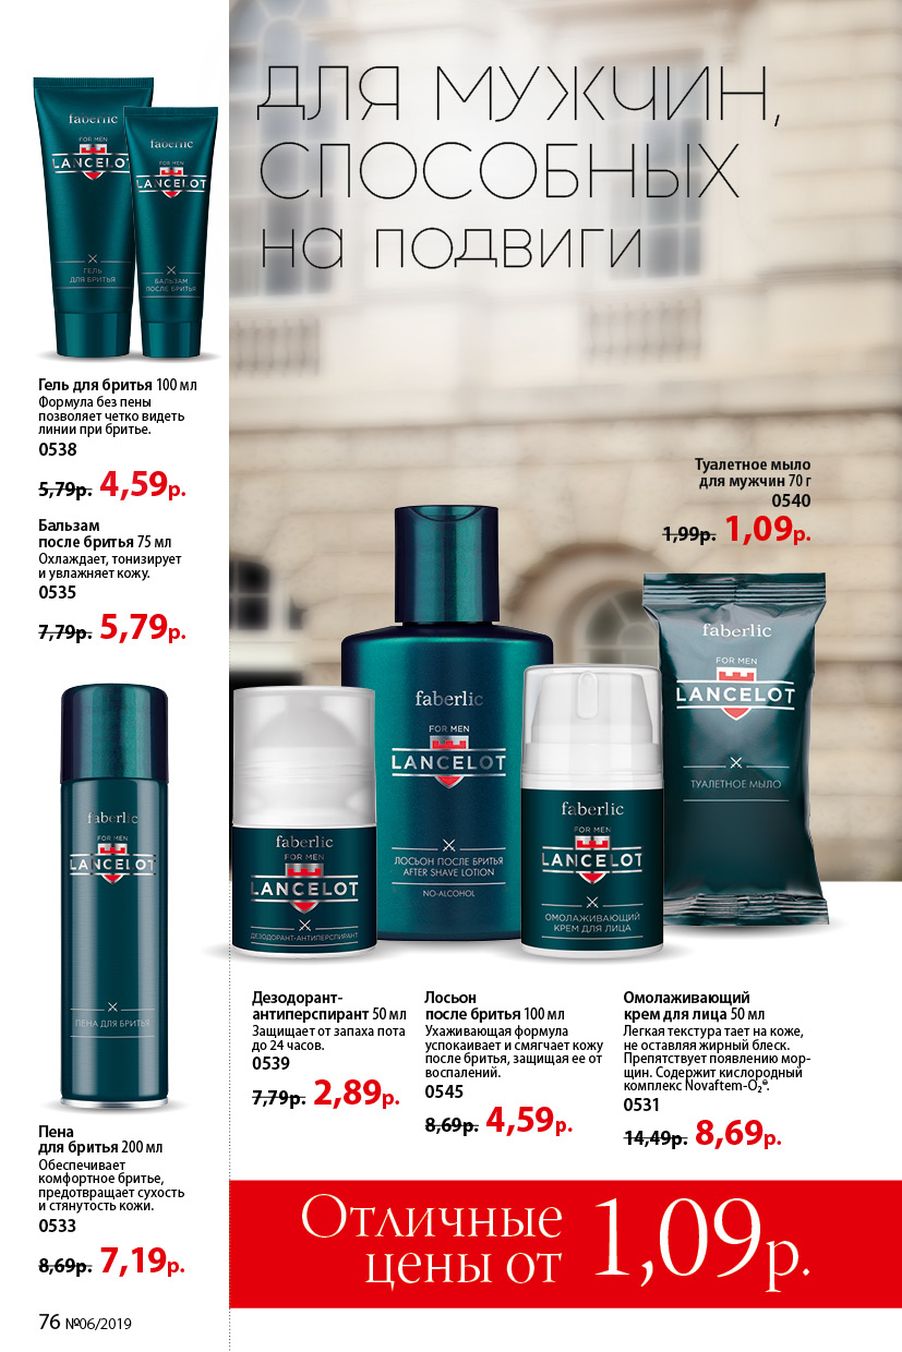 ДЛЯ МУЖЧИН,
СПОСОБНЫХ
на подвиги
faberlic
FOR MEN
LANCELOT
ГЕЛЬ
ДЛЯ БРИТЬЯ
faberlic
FOR MEN
LANCELOT
БАЛЬЗАМ
ПОСЛЕ БРИТЬЯ
Гель для бритья 100 мл
Формула без пены
позволяет четко видеть
линии при бритье.
0538
5,79р. 4,59р.
Бальзам
после бритья 75 мл
Охлаждает, тонизирует
и увлажняет кожу.
0535
7,79р. 5,79р.
faberlic
FOR MEN
LANCELOT
ПЕНА ДЛЯ БРИТЬЯ
Пена
для бритья 200 мл
Обеспечивает
комфортное бритье,
предотвращает сухость
и стянутость кожи.
0533
8,69р. 7,19р.
Туалетное мыло
для мужчин 70 г
0540
1,99р. 1,09р.
faberlic
FOR MEN
LANCELOT
ДЕЗОДОРАНТ-АНТИПЕРСПИРАНТ
faberlic
FOR MEN
LANCELOT
ЛОСЬОН ПОСЛЕ БРИТЬЯ
AFTER SHAVE LOTION
NO-ALCOHOL
faberlic
FOR MEN
LANCELOT
ОМОЛАЖИВАЮЩИЙ
КРЕМ ДЛЯ ЛИЦА
faberlic
FOR MEN
LANCELOT
ТУАЛЕТНОЕ МЫЛО
Дезодорант-
антиперспирант 50 мл
Защищает от запаха пота
до 24 часов.
0539
7,79р. 2,89р.
Лосьон
после бритья 100 мл
Ухаживающая формула
успокаивает и смягчает кожу
после бритья, защищая ее от
воспалений.
0545
8,69р. 4,59р.
Омолаживающий
крем для лица 50 мл
Легкая текстура тает на коже,
не оставляя жирный блеск.
Препятствует появлению мор-
щин. Содержит кислородный
комплекс Novaftem-O₂®.
0531
14,49р. 8,69р.
Отличные
цены от 1,09р.
76 №06/2019